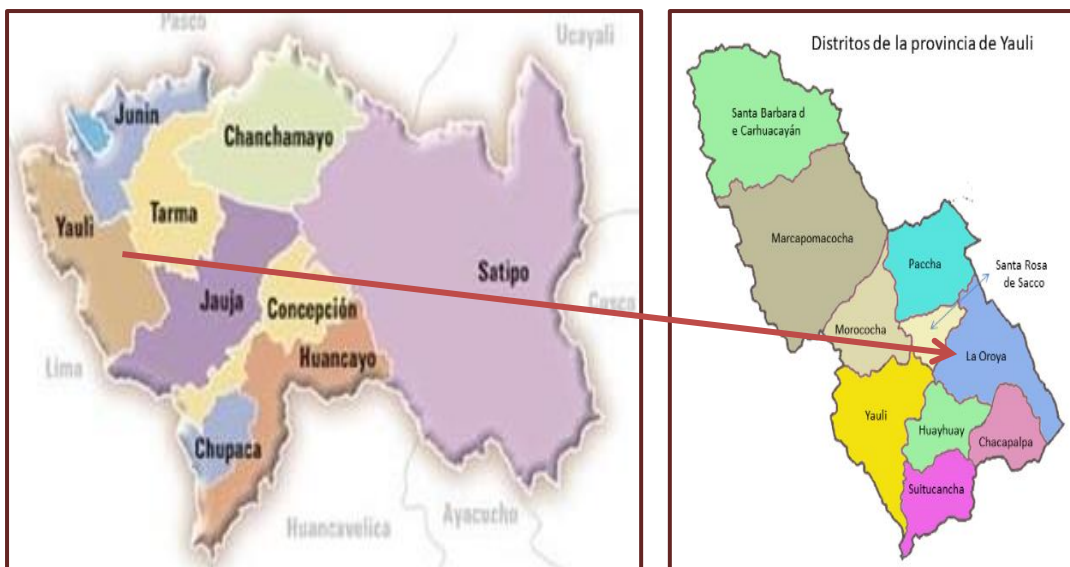 Pasco
Ucayali
Junín
Chanchamayo
Tarma
Yauli
Satipo
Jauja
Concepción
Cusco
Huancayo
Lima
Chupaca
Ayacucho
Huancavelica
Distritos de la provincia de Yauli
Santa Barbara d
e Carhuacayán
Marcapomacocha
Paccha
Santa Rosa
de Sacco
Morococha
La Oroya
Yauli
Huayhuay
Chacapalpa
Suitucancha